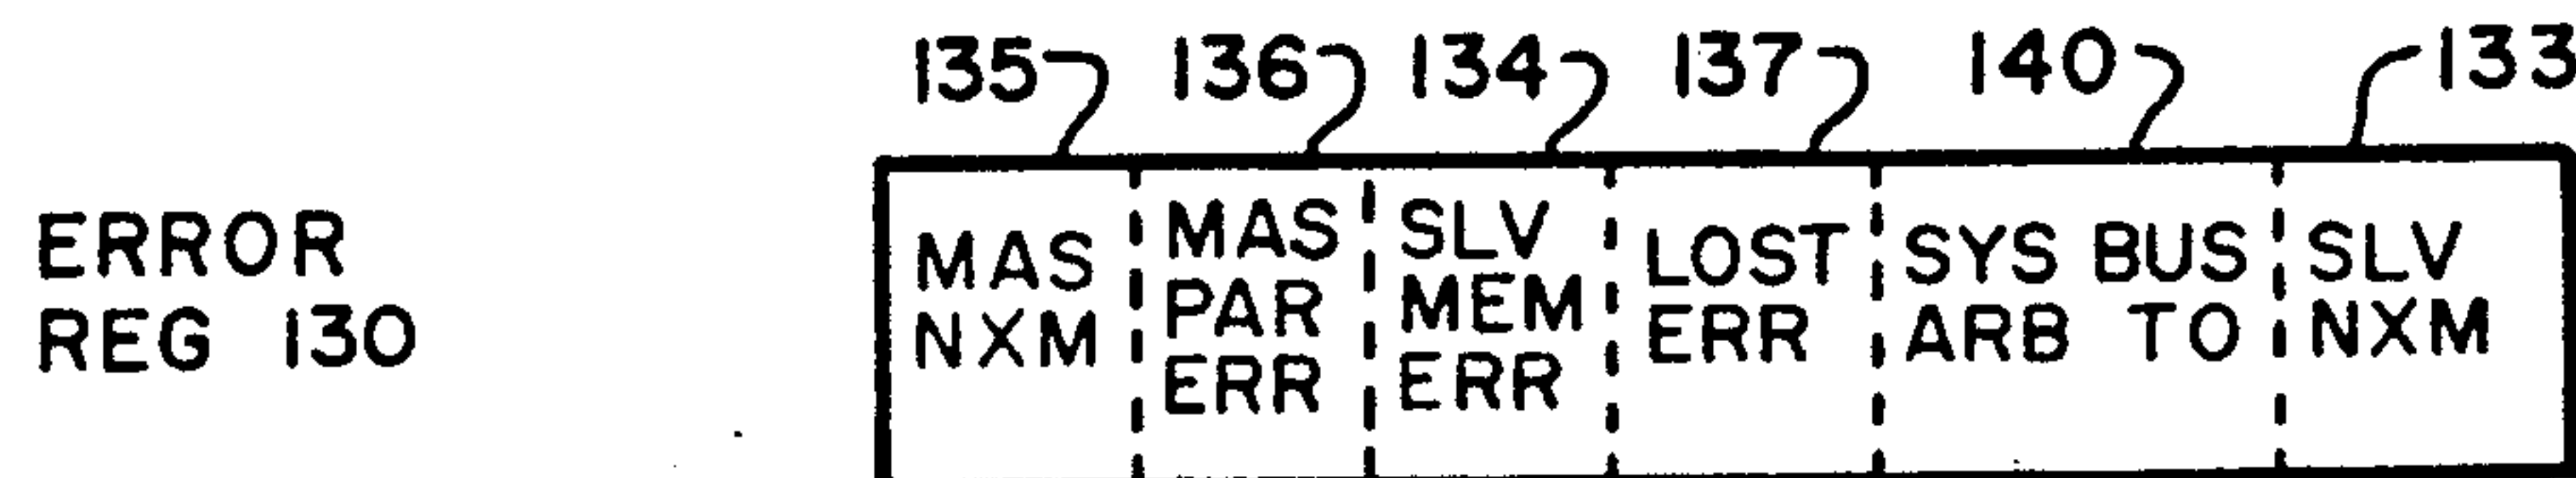 135 136 134 137 140 133
ERROR
REG 130
MAS
NXM
MAS
PAR
ERR
SLV
MEM
ERR
LOST
ERR
SYS BUS
ARB TO
SLV
NXM